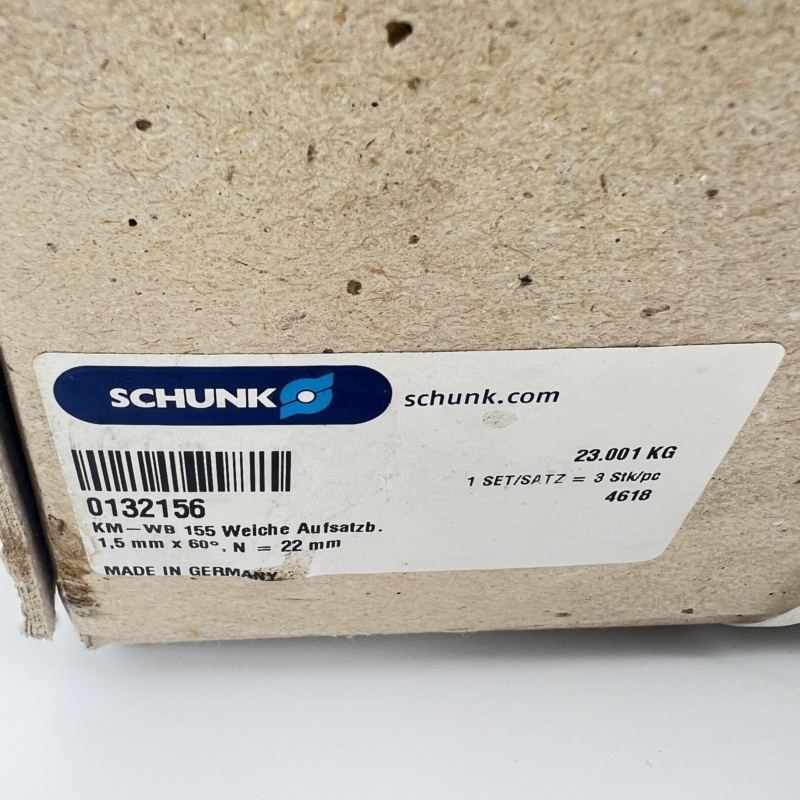 SCHUNK
schunk.com
23.001 KG
1 SET/SATZ = 3 Stk/pc
4618
0132156
KM-WB 155 Weiche Aufsatzb.
1,5 mm x 60°, N = 22 mm
MADE IN GERMANY